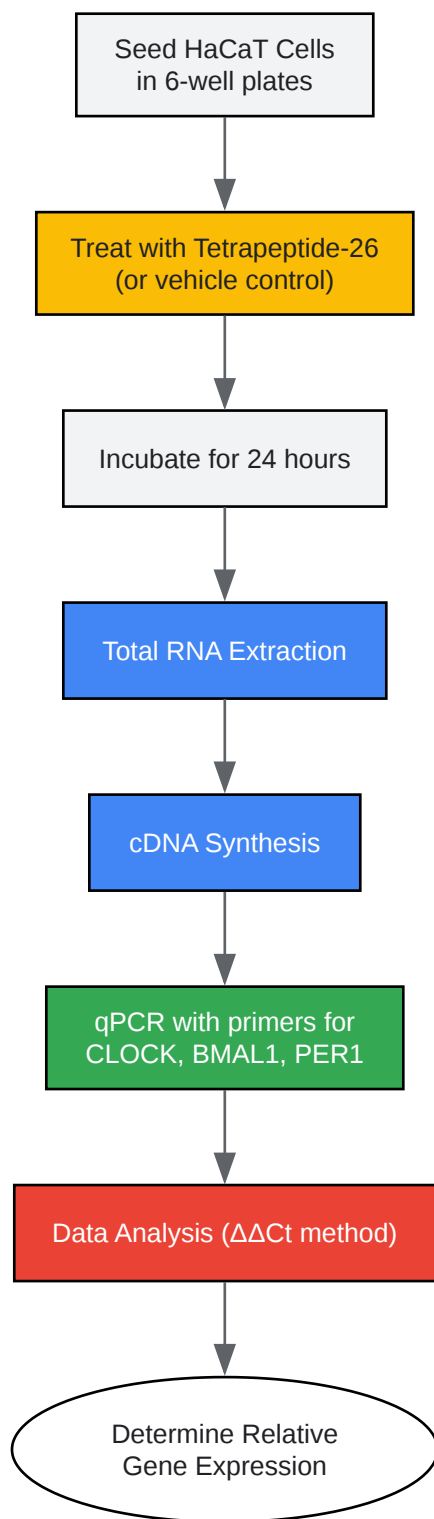 Seed HaCaT Cells
in 6-well plates
Treat with Tetrapeptide-26
(or vehicle control)
Incubate for 24 hours
Total RNA Extraction
cDNA Synthesis
qPCR with primers for
CLOCK, BMAL1, PER1
Data Analysis (ΔΔCt method)
Determine Relative
Gene Expression